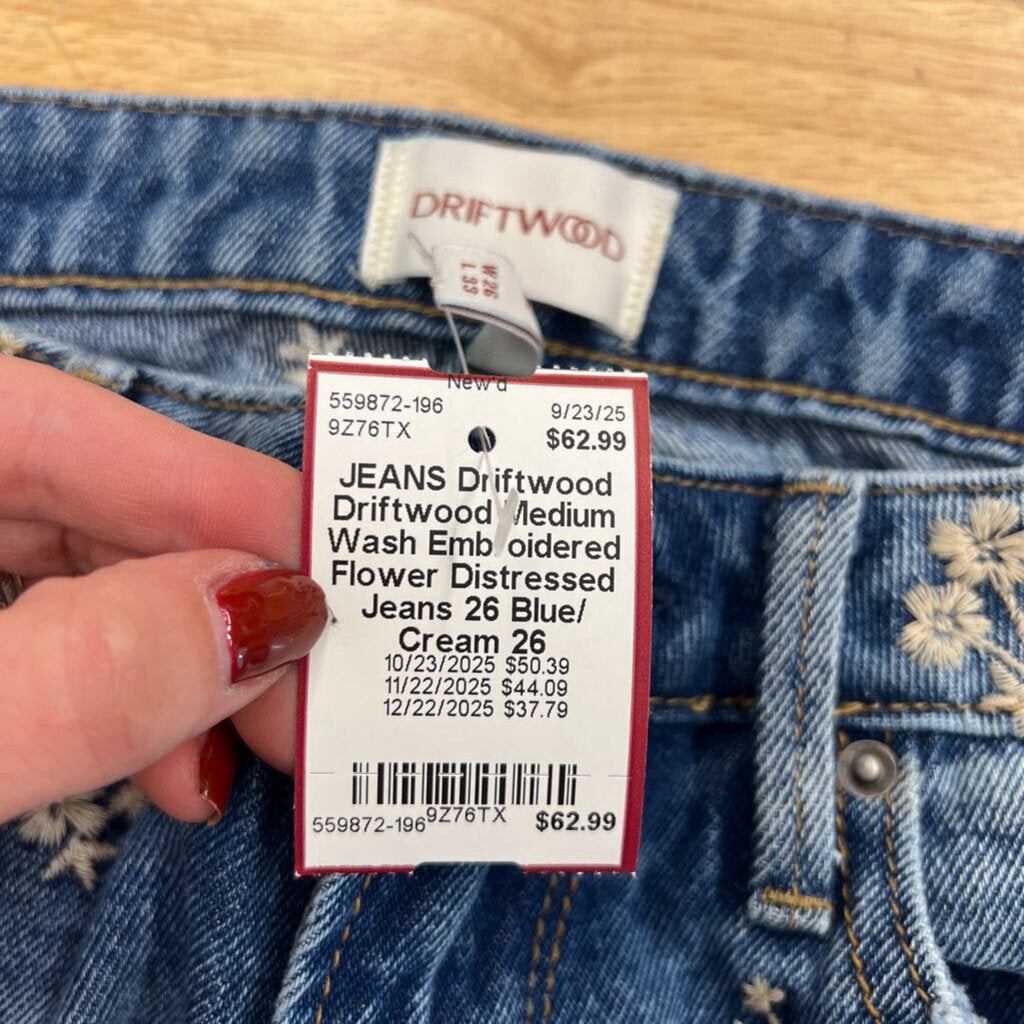 DRIFTWOOD
W26
L33
New'd
559872-196 9/23/25
9Z76TX $62.99
JEANS Driftwood
Driftwood Medium
Wash Embroidered
Flower Distressed
Jeans 26 Blue/
Cream 26
10/23/2025 $50.39
11/22/2025 $44.09
12/22/2025 $37.79
559872-196 9Z76TX $62.99